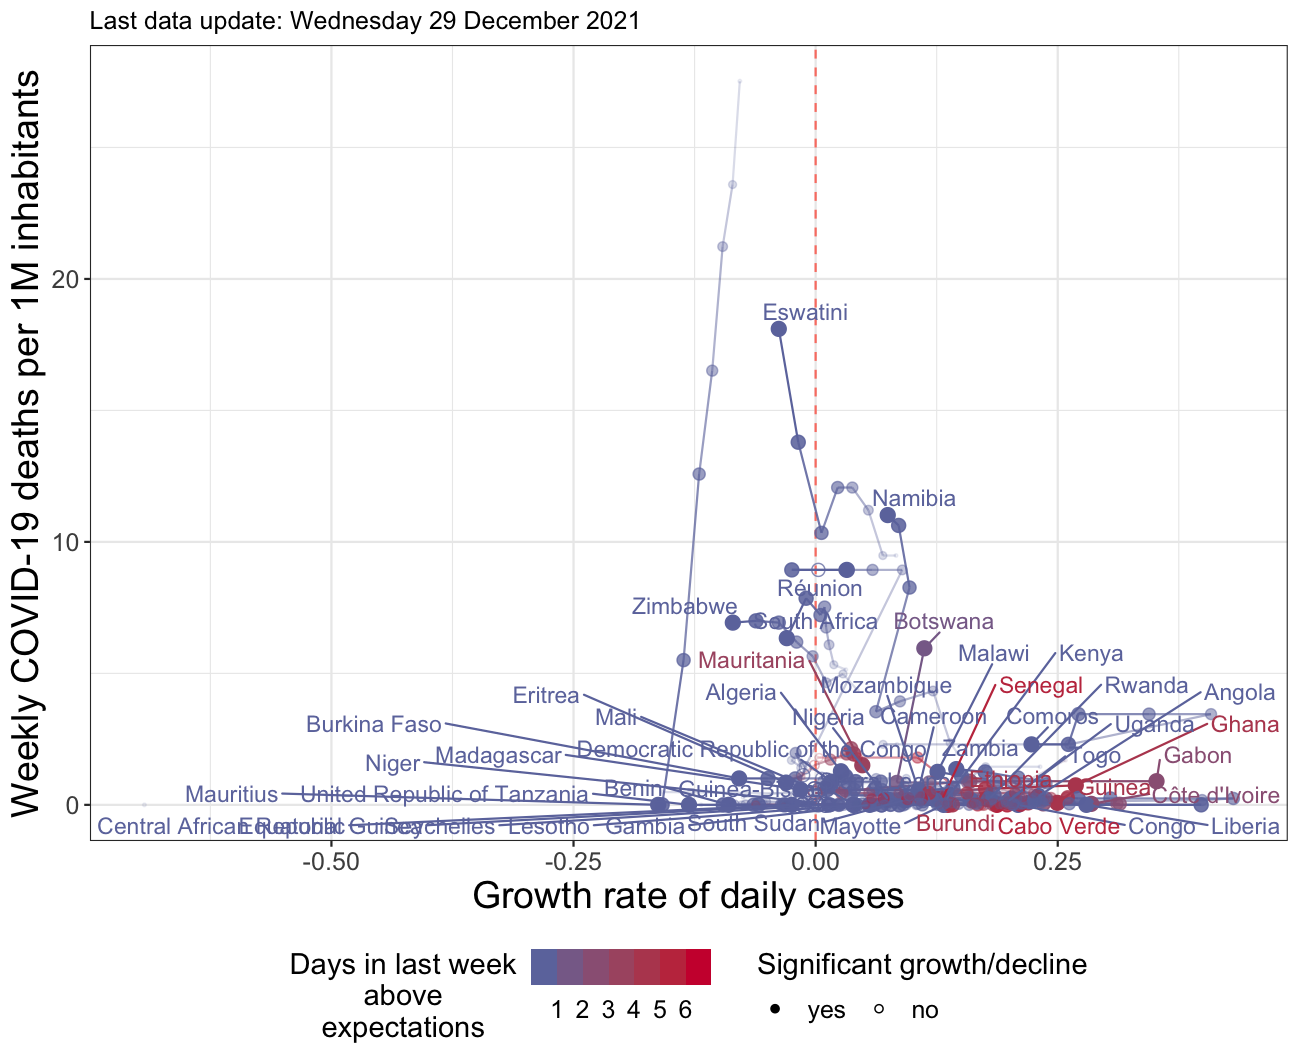 Last data update: Wednesday 29 December 2021
Weekly COVID-19 deaths per 1M inhabitants
20
10
0
Eswatini
Namibia
Réunion
Zimbabwe
South Africa
Botswana
Mauritania
Malawi
Kenya
Eritrea
Algeria
Mozambique
Senegal
Rwanda
Angola
Burkina Faso
Mali
Nigeria
Cameroon
Comoros
Uganda
Ghana
Niger
Madagascar
Democratic Republic of the Congo
Zambia
Togo
Gabon
Mauritius
United Republic of Tanzania
Benin
Guinea-Bissau
Ethiopia
Guinea
Côte d'Ivoire
Central African Republic
Equatorial Guinea
Seychelles
Lesotho
Gambia
South Sudan
Mayotte
Burundi
Cabo Verde
Congo
Liberia
-0.50
-0.25
0.00
0.25
Growth rate of daily cases
Days in last week
above
expectations
1 2 3 4 5 6
Significant growth/decline
yes
no